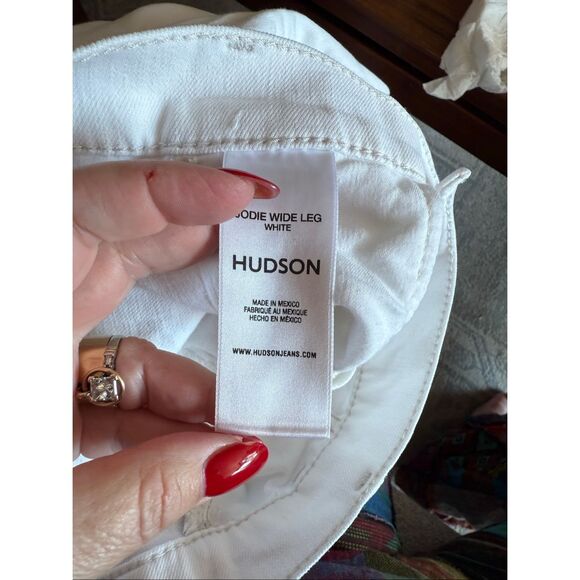 JODIE WIDE LEG
WHITE
HUDSON
MADE IN MEXICO
FABRIQUÉ AU MEXIQUE
HECHO EN MÉXICO
WWW.HUDSONJEANS.COM